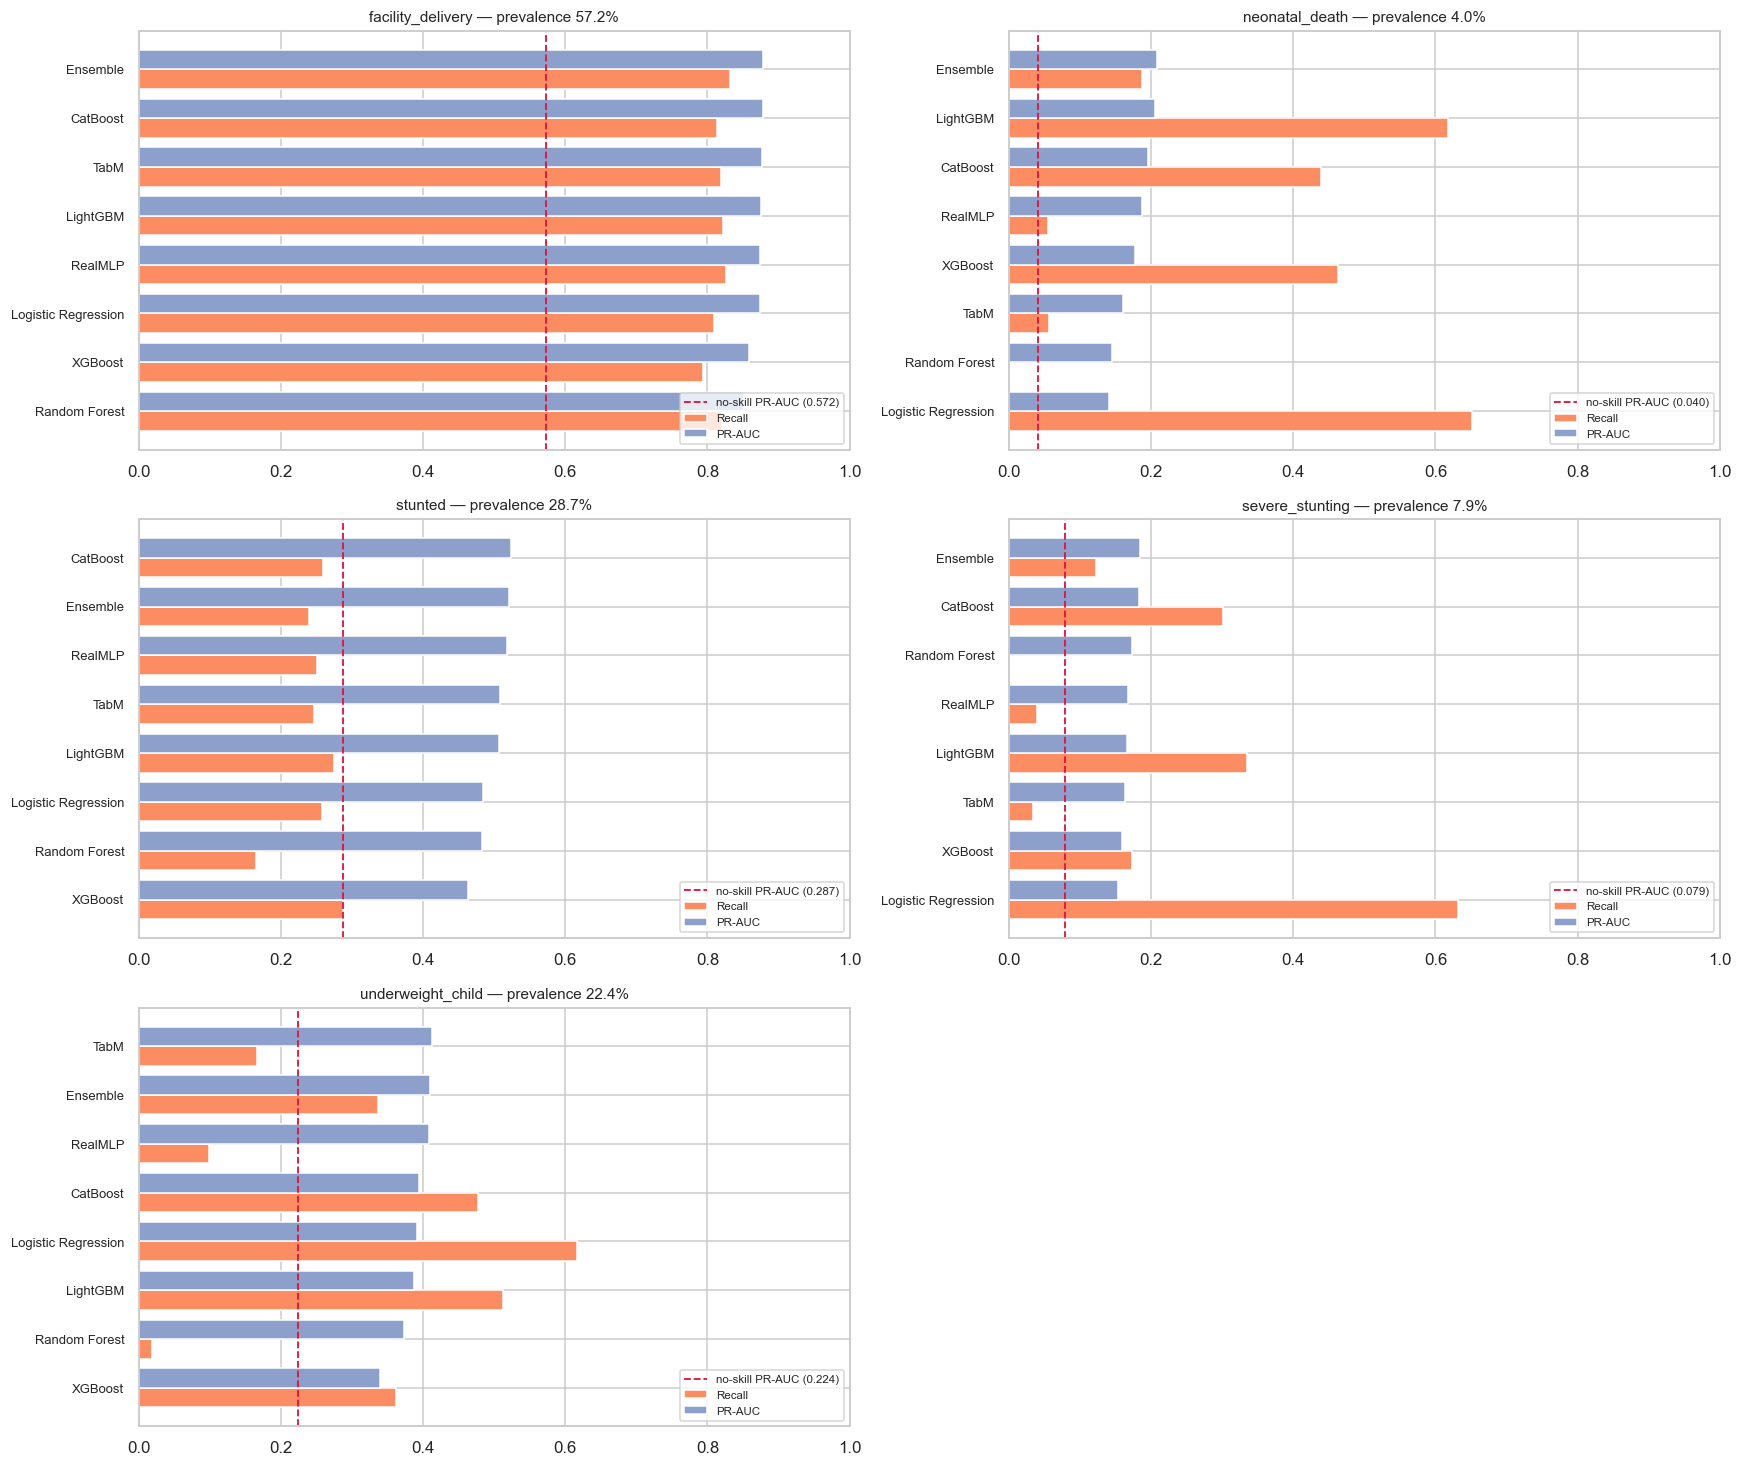 facility_delivery — prevalence 57.2%
Ensemble
CatBoost
TabM
LightGBM
RealMLP
Logistic Regression
XGBoost
Random Forest
no-skill PR-AUC (0.572)
Recall
PR-AUC
0.0 0.2 0.4 0.6 0.8 1.0
neonatal_death — prevalence 4.0%
Ensemble
LightGBM
CatBoost
RealMLP
XGBoost
TabM
Random Forest
Logistic Regression
no-skill PR-AUC (0.040)
Recall
PR-AUC
0.0 0.2 0.4 0.6 0.8 1.0
stunted — prevalence 28.7%
CatBoost
Ensemble
RealMLP
TabM
LightGBM
Logistic Regression
Random Forest
XGBoost
no-skill PR-AUC (0.287)
Recall
PR-AUC
0.0 0.2 0.4 0.6 0.8 1.0
severe_stunting — prevalence 7.9%
Ensemble
CatBoost
Random Forest
RealMLP
LightGBM
TabM
XGBoost
Logistic Regression
no-skill PR-AUC (0.079)
Recall
PR-AUC
0.0 0.2 0.4 0.6 0.8 1.0
underweight_child — prevalence 22.4%
TabM
Ensemble
RealMLP
CatBoost
Logistic Regression
LightGBM
Random Forest
XGBoost
no-skill PR-AUC (0.224)
Recall
PR-AUC
0.0 0.2 0.4 0.6 0.8 1.0